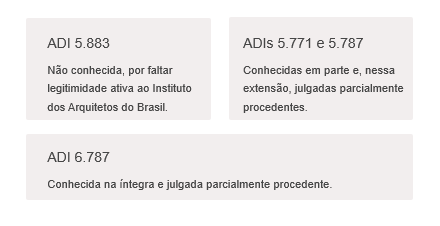 ADI 5.883
Não conhecida, por faltar
legitimidade ativa ao Instituto
dos Arquitetos do Brasil.
ADIs 5.771 e 5.787
Conhecidas em parte e, nessa
extensão, julgadas parcialmente
procedentes.
ADI 6.787
Conhecida na íntegra e julgada parcialmente procedente.